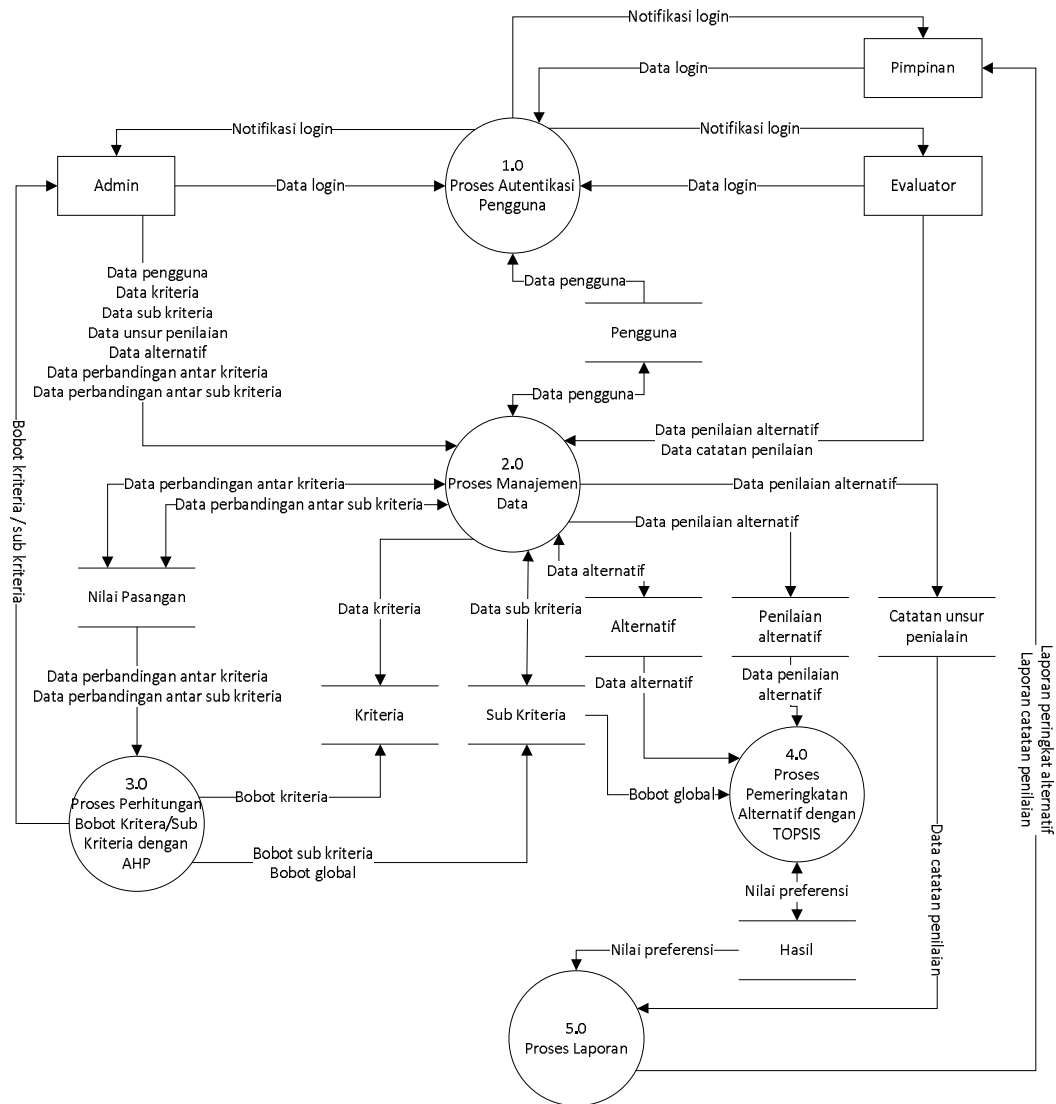 Notifikasi login
Pimpinan
Data login
Notifikasi login
Notifikasi login
1.0
Proses Autentikasi
Pengguna
Admin
Data login
Data login
Evaluator
Data pengguna
Data kriteria
Data sub kriteria
Data unsur penilaian
Data alternatif
Data perbandingan antar kriteria
Data perbandingan antar sub kriteria
Data pengguna
Pengguna
Data pengguna
Data penilaian alternatif
Data catatan penilaian
2.0
Proses Manajemen
Data
Bobot kriteria / sub kriteria
Data perbandingan antar kriteria
Data perbandingan antar sub kriteria
Data penilaian alternatif
Data penilaian alternatif
Data alternatif
Nilai Pasangan
Data kriteria
Data sub kriteria
Alternatif
Penilaian
alternatif
Catatan unsur
penialain
Data perbandingan antar kriteria
Data perbandingan antar sub kriteria
Data alternatif
Data penilaian
alternatif
Laporan peringkat alternatif
Laporan catatan penilaian
Kriteria
Sub Kriteria
3.0
Proses Perhitungan
Bobot Kritera/Sub
Kriteria dengan
AHP
Bobot kriteria
Bobot global
4.0
Proses
Pemeringkatan
Alternatif dengan
TOPSIS
Bobot sub kriteria
Bobot global
Data catatan penilaian
Nilai preferensi
Nilai preferensi
Hasil
5.0
Proses Laporan